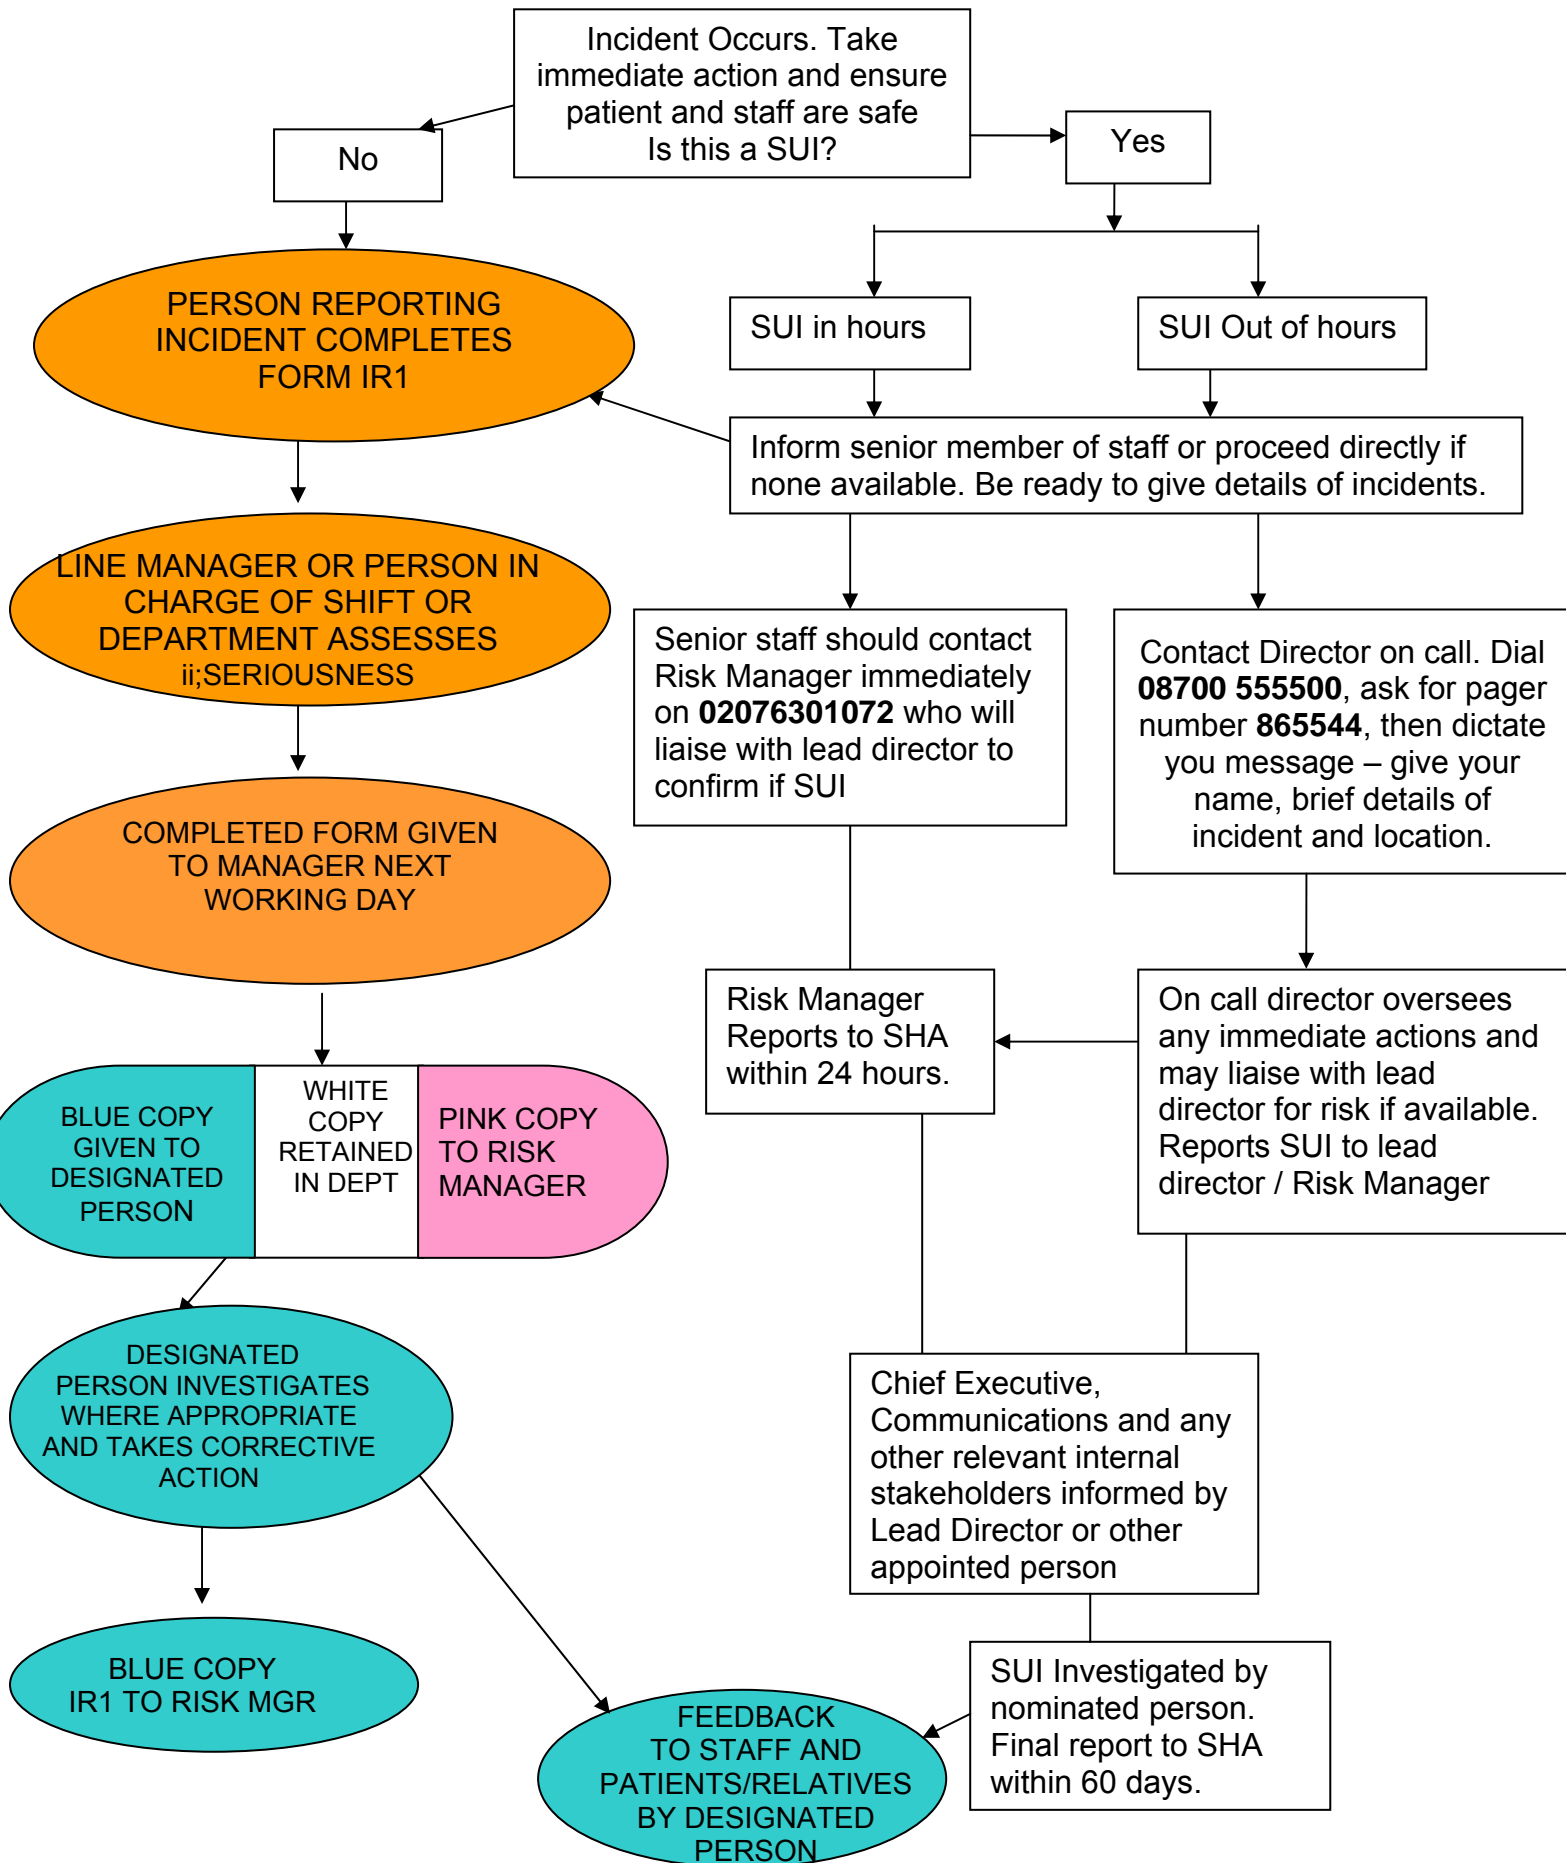 Incident Occurs. Take
immediate action and ensure
patient and staff are safe
Is this a SUI?
No
Yes
PERSON REPORTING
INCIDENT COMPLETES
FORM IR1
SUI in hours
SUI Out of hours
Inform senior member of staff or proceed directly if
none available. Be ready to give details of incidents.
LINE MANAGER OR PERSON IN
CHARGE OF SHIFT OR
DEPARTMENT ASSESSES
ii;SERIOUSNESS
Senior staff should contact
Risk Manager immediately
on 02076301072 who will
liaise with lead director to
confirm if SUI
Contact Director on call. Dial
08700 555500, ask for pager
number 865544, then dictate
you message – give your
name, brief details of
incident and location.
COMPLETED FORM GIVEN
TO MANAGER NEXT
WORKING DAY
Risk Manager
Reports to SHA
within 24 hours.
On call director oversees
any immediate actions and
may liaise with lead
director for risk if available.
Reports SUI to lead
director / Risk Manager
BLUE COPY
GIVEN TO
DESIGNATED
PERSON
WHITE
COPY
RETAINED
IN DEPT
PINK COPY
TO RISK
MANAGER
DESIGNATED
PERSON INVESTIGATES
WHERE APPROPRIATE
AND TAKES CORRECTIVE
ACTION
Chief Executive,
Communications and any
other relevant internal
stakeholders informed by
Lead Director or other
appointed person
BLUE COPY
IR1 TO RISK MGR
SUI Investigated by
nominated person.
Final report to SHA
within 60 days.
FEEDBACK
TO STAFF AND
PATIENTS/RELATIVES
BY DESIGNATED
PERSON